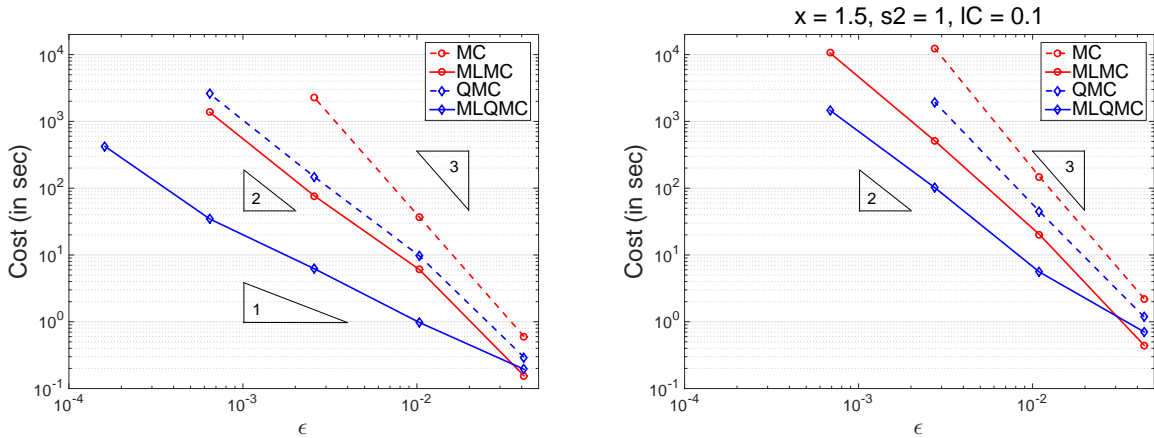 x = 1.5, s2 = 1, lC = 0.1
10^4
10^3
10^2
10^1
10^0
10^-1
Cost (in sec)
MC
MLMC
QMC
MLQMC
3
2
1
10^-4
10^-3
10^-2
ϵ
10^4
10^3
10^2
10^1
10^0
10^-1
Cost (in sec)
MC
MLMC
QMC
MLQMC
3
2
10^-4
10^-3
10^-2
ϵ